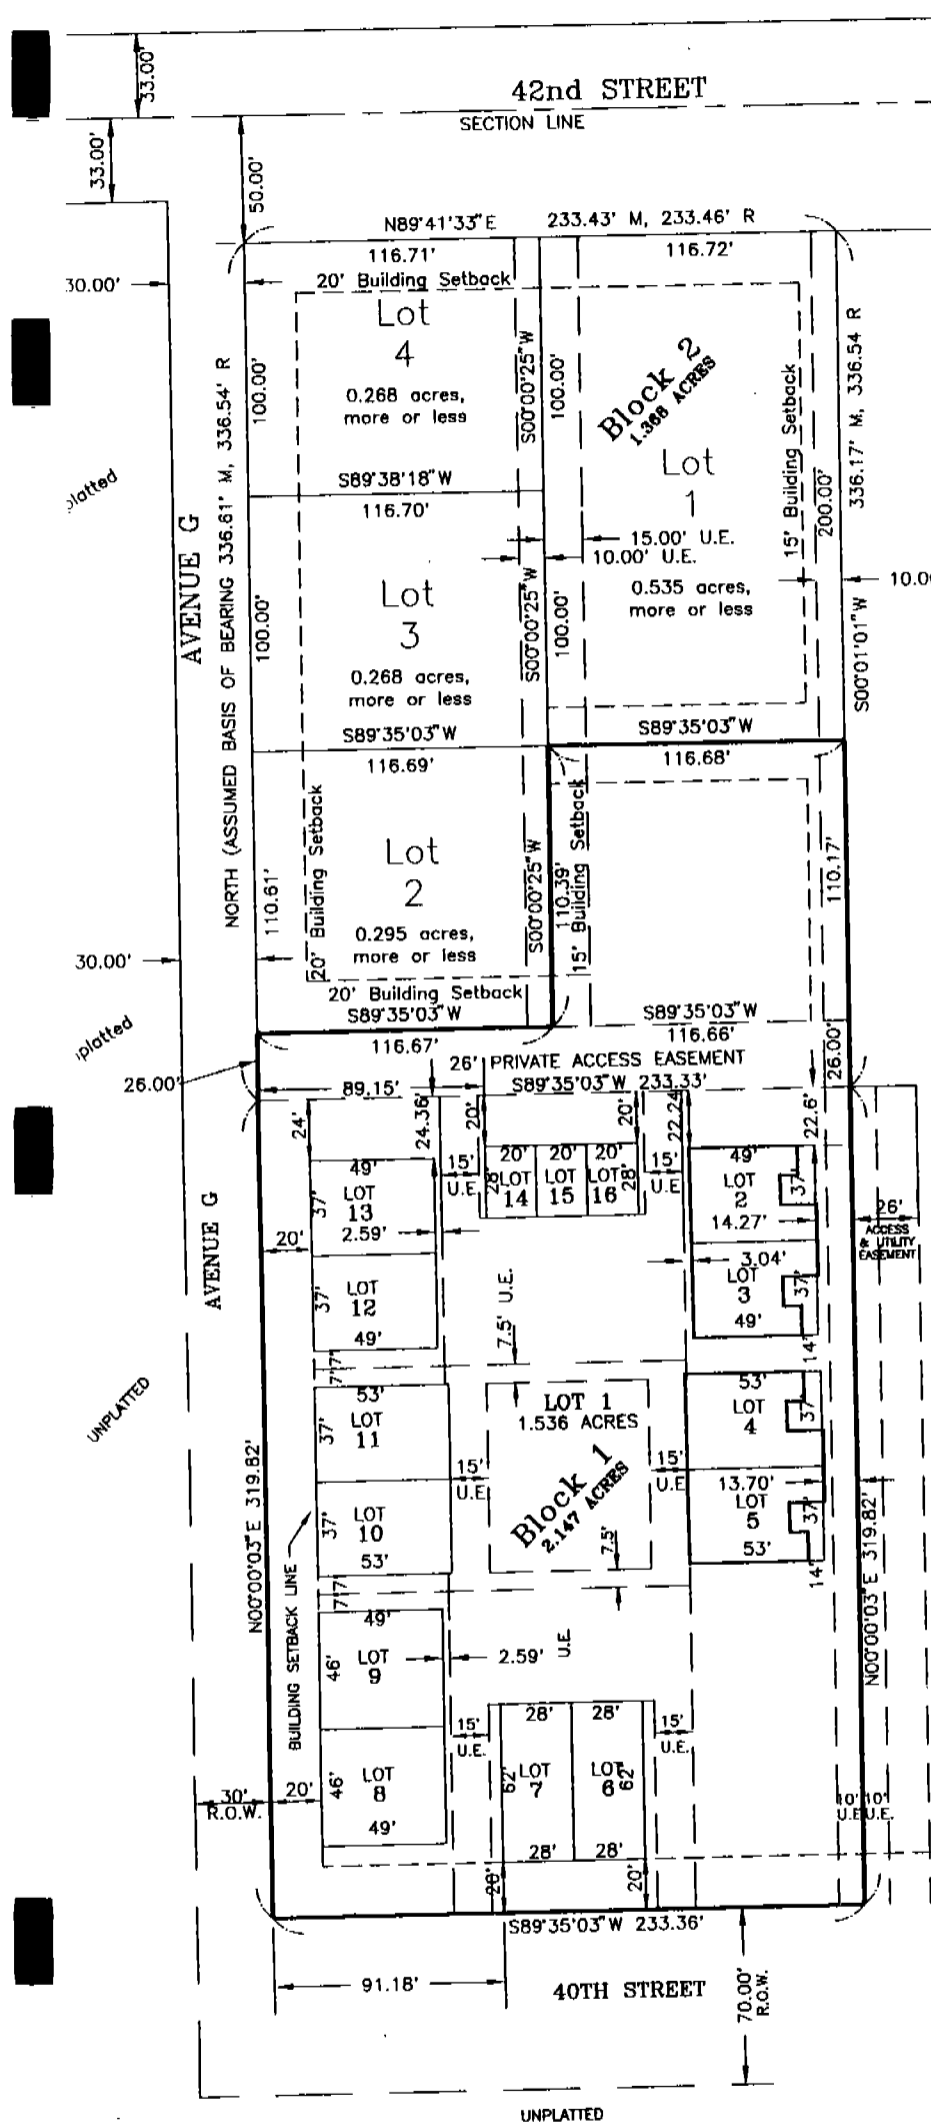 33.00'
42nd STREET
SECTION LINE
33.00'
50.00'
N89°41'33"E 233.43' M, 233.46' R
116.71'
116.72'
20' Building Setback
30.00'
Lot
4
0.268 acres,
more or less
100.00'
S00°00'25"W
100.00'
Block 2
1.368 ACRES
15' Building Setback
336.17' M, 336.54 R
S89°38'18"W
116.70'
Lot
1
200.00'
15.00' U.E.
10.00' U.E.
0.535 acres,
more or less
S00°01'01"W
AVENUE G
NORTH (ASSUMED BASIS OF BEARING 336.61' M, 336.54' R
100.00'
Lot
3
0.268 acres,
more or less
S00°00'25"W
100.00'
S89°35'03"W
116.69'
S89°35'03"W
116.68'
20' Building Setback
110.61'
Lot
2
0.295 acres,
more or less
S00°00'25"W
110.39'
15' Building Setback
110.17'
30.00'
20' Building Setback
S89°35'03"W
116.67'
S89°35'03"W
116.66'
26.00'
26.00'
26'
PRIVATE ACCESS EASEMENT
89.15'
S89°35'03"W 233.33'
24'
24.36'
20'
20'
22.24'
22.6'
49'
LOT
13
37'
2.59'
15'
U.E.
28'
20'
LOT
14
20'
LOT
15
20'
LOT
16
28'
15'
U.E
49'
LOT
2
37'
14.27'
26'
ACCESS
& UTILITY
EASEMENT
AVENUE G
20'
37'
LOT
12
49'
7.5' U.E.
3.04'
LOT
3
37'
49'
14'
7'
7'
UNPLATTED
53'
LOT
11
37'
LOT 1
1.536 ACRES
53'
LOT
4
37'
15'
U.E
15'
U.E
13.70'
Block 1
2.147 ACRES
37'
LOT
10
53'
7.5'
LOT
5
37'
53'
14'
N00°00'03"E 319.82'
BUILDING SETBACK LINE
7'
7'
N00°00'03"E 319.82'
49'
LOT
9
46'
2.59'
U.E.
15'
U.E.
28'
28'
15'
U.E.
30'
R.O.W.
20'
46'
LOT
8
49'
62'
LOT
7
LOT
6
62'
28'
28'
10'
U.E
10'
U.E.
20'
20'
S89°35'03"W 233.36'
91.18'
40TH STREET
70.00'
R.O.W.
UNPLATTED